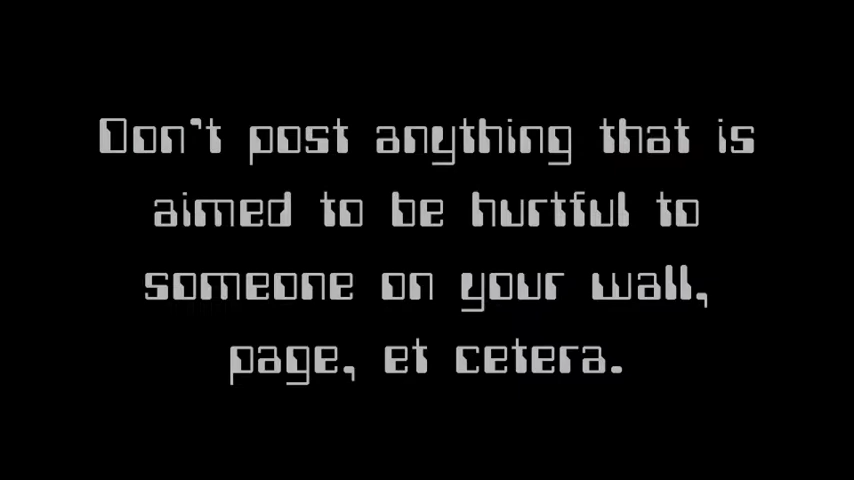 Don't post anything that is
aimed to be hurtful to
someone on your wall,
page, et cetera.